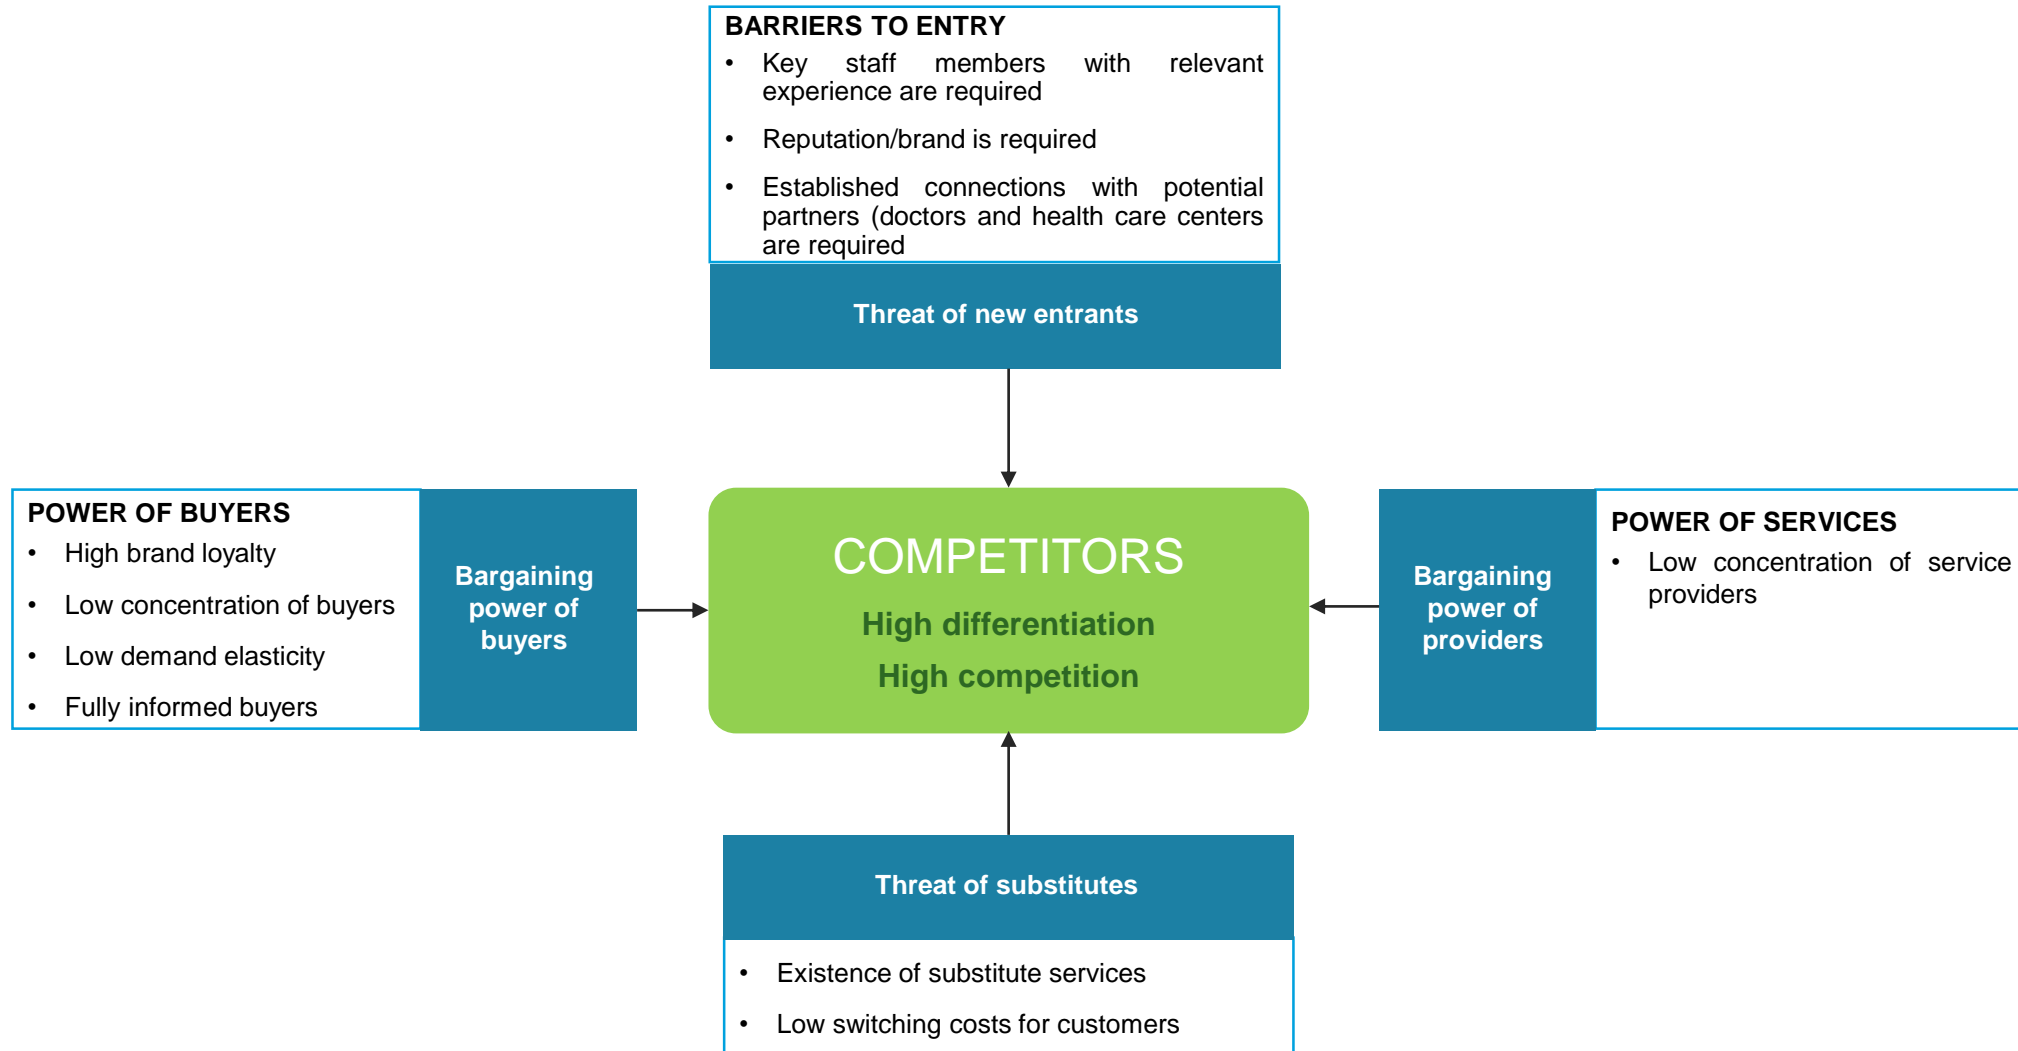 BARRIERS TO ENTRY
• Key staff members with relevant
experience are required
• Reputation/brand is required
• Established connections with potential
partners (doctors and health care centers
are required
Threat of new entrants
POWER OF BUYERS
• High brand loyalty
• Low concentration of buyers
• Low demand elasticity
• Fully informed buyers
Bargaining
power of
buyers
COMPETITORS
High differentiation
High competition
Bargaining
power of
providers
POWER OF SERVICES
• Low concentration of service
providers
Threat of substitutes
• Existence of substitute services
• Low switching costs for customers